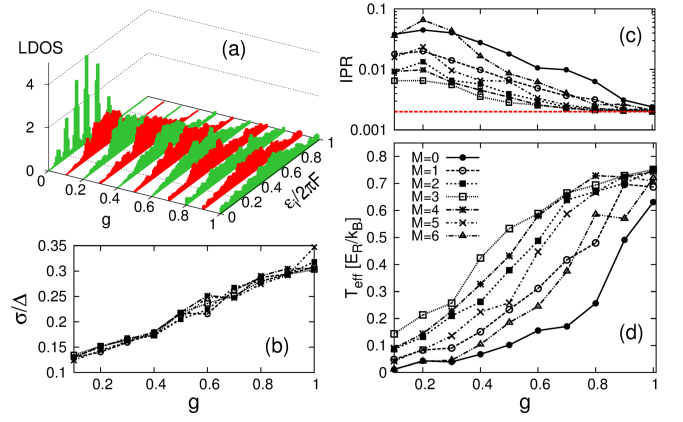 LDOS
(a)
4
2
0
0
0.2
0.4
0.6
0.8
1
g
0
0.2
0.4
0.6
0.8
1
εi/2πF
0.35
0.3
0.25
0.2
0.15
0.1
σ/Δ
(b)
0.2
0.4
0.6
0.8
1
g
0.1
0.01
0.001
IPR
(c)
0.8
0.7
0.6
0.5
0.4
0.3
0.2
0.1
0
Teff [ER/kB]
M=0
M=1
M=2
M=3
M=4
M=5
M=6
(d)
0.2
0.4
0.6
0.8
1
g